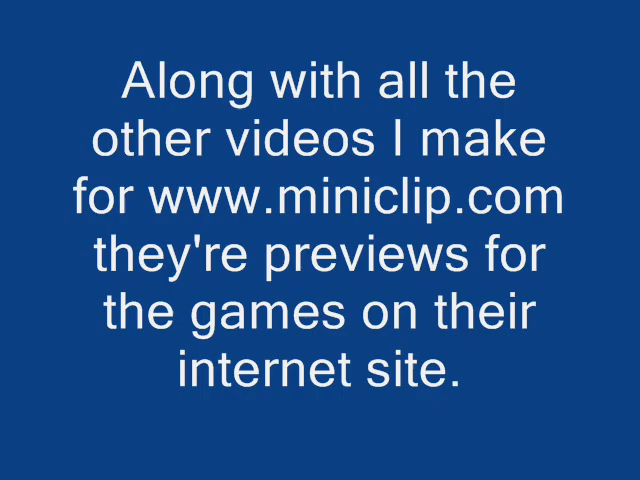 Along with all the
other videos I make
for www.miniclip.com
they're previews for
the games on their
internet site.